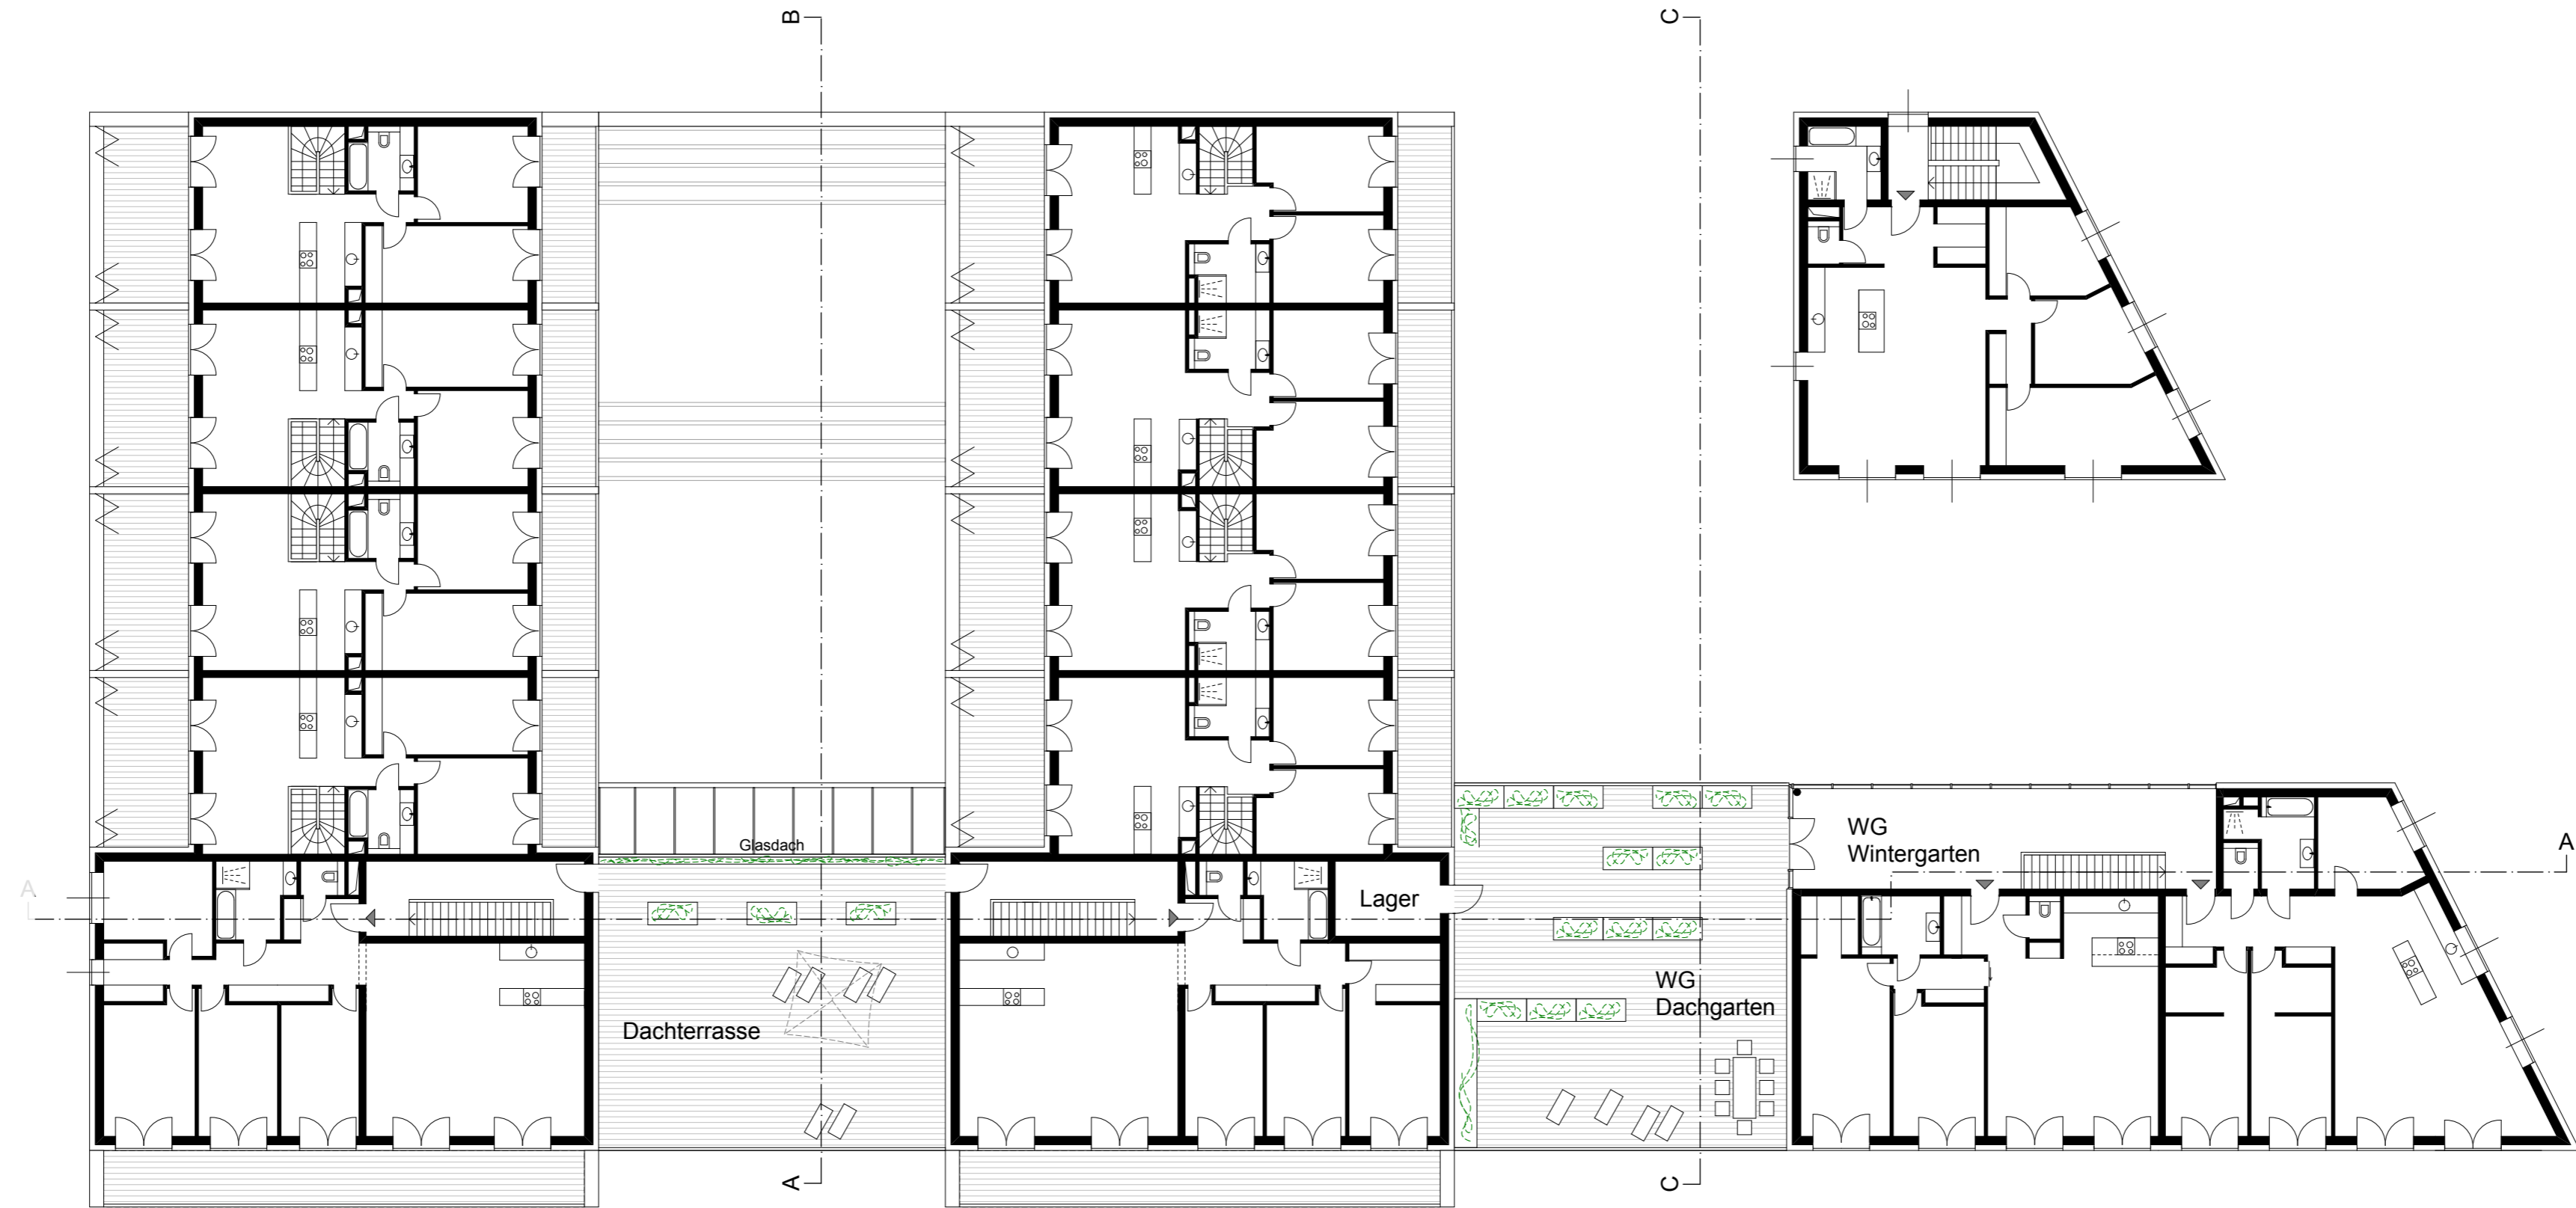 B
C
Glasdach
WG
Wintergarten
A
A
Lager
WG
Dachgarten
Dachterrasse
A
C